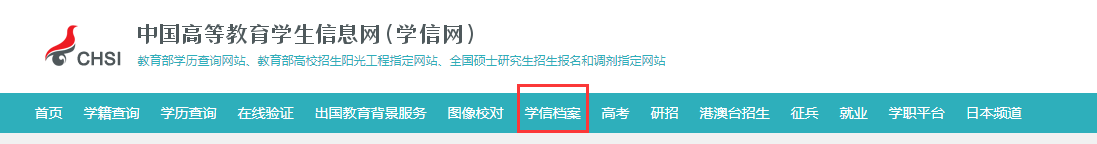 中国高等教育学生信息网(学信网)
CHSI
教育部学历查询网站、教育部高校招生阳光工程指定网站、全国硕士研究生招生报名和调剂指定网站
首页 学籍查询 学历查询 在线验证 出国教育背景服务 图像校对 学信档案 高考 研招 港澳台招生 征兵 就业 学职平台 日本频道